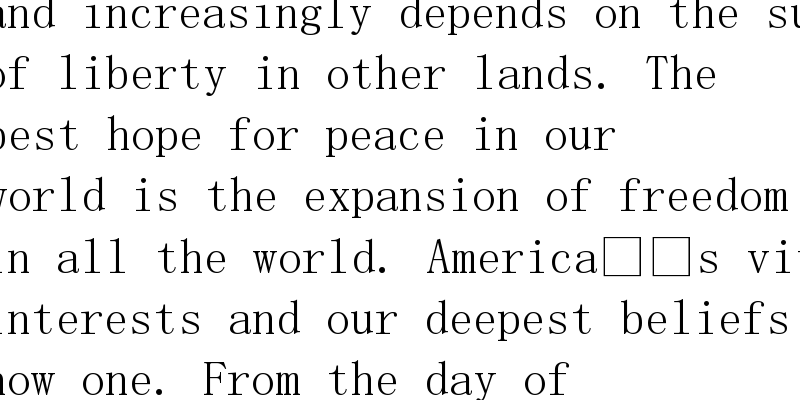 and increasingly depends on the
of liberty in other lands. The
best hope for peace in our
world is the expansion of freedom
in all the world. America□□s
interests and our deepest beliefs
now one. From the day of